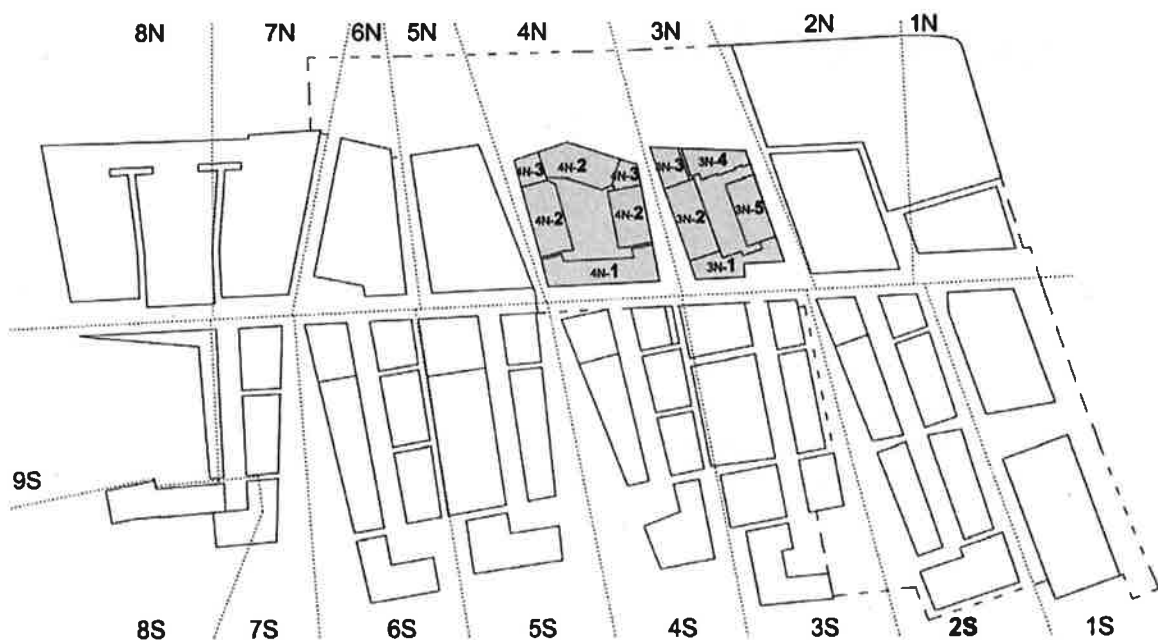 8N 7N 6N 5N 4N 3N 2N 1N
4N-3 4N-2 4N-3 3N-3 3N-4
4N-2 4N-2 3N-2 3N-5
4N-1 3N-1
9S
8S 7S 6S 5S 4S 3S 2S 1S